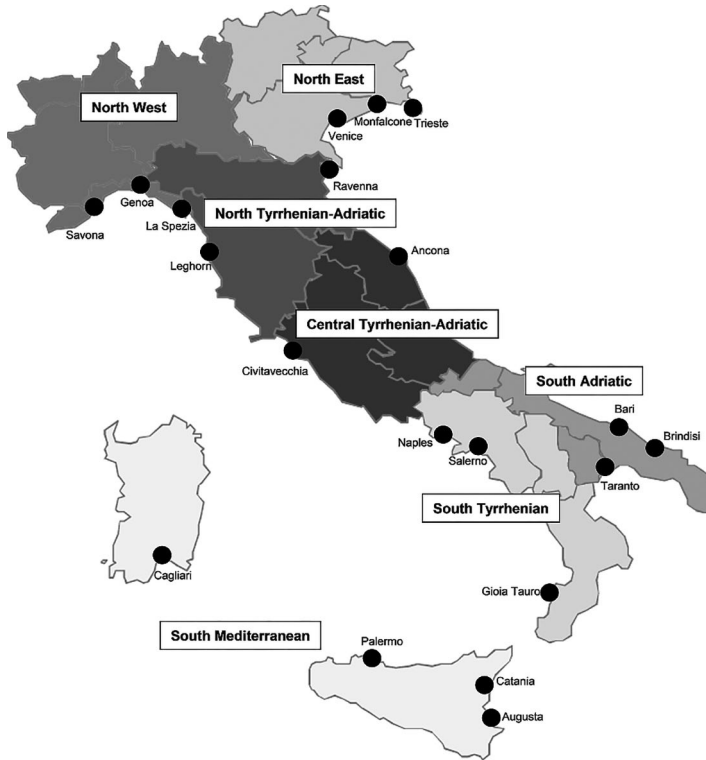 North East
North West
Monfalcone
Venice
Trieste
Ravenna
Genoa
North Tyrrhenian-Adriatic
La Spezia
Savona
Ancona
Leghorn
Central Tyrrhenian-Adriatic
Civitavecchia
South Adriatic
Bari
Brindisi
Naples
Salerno
Taranto
South Tyrrhenian
Cagliari
Gioia Tauro
South Mediterranean
Palermo
Catania
Augusta